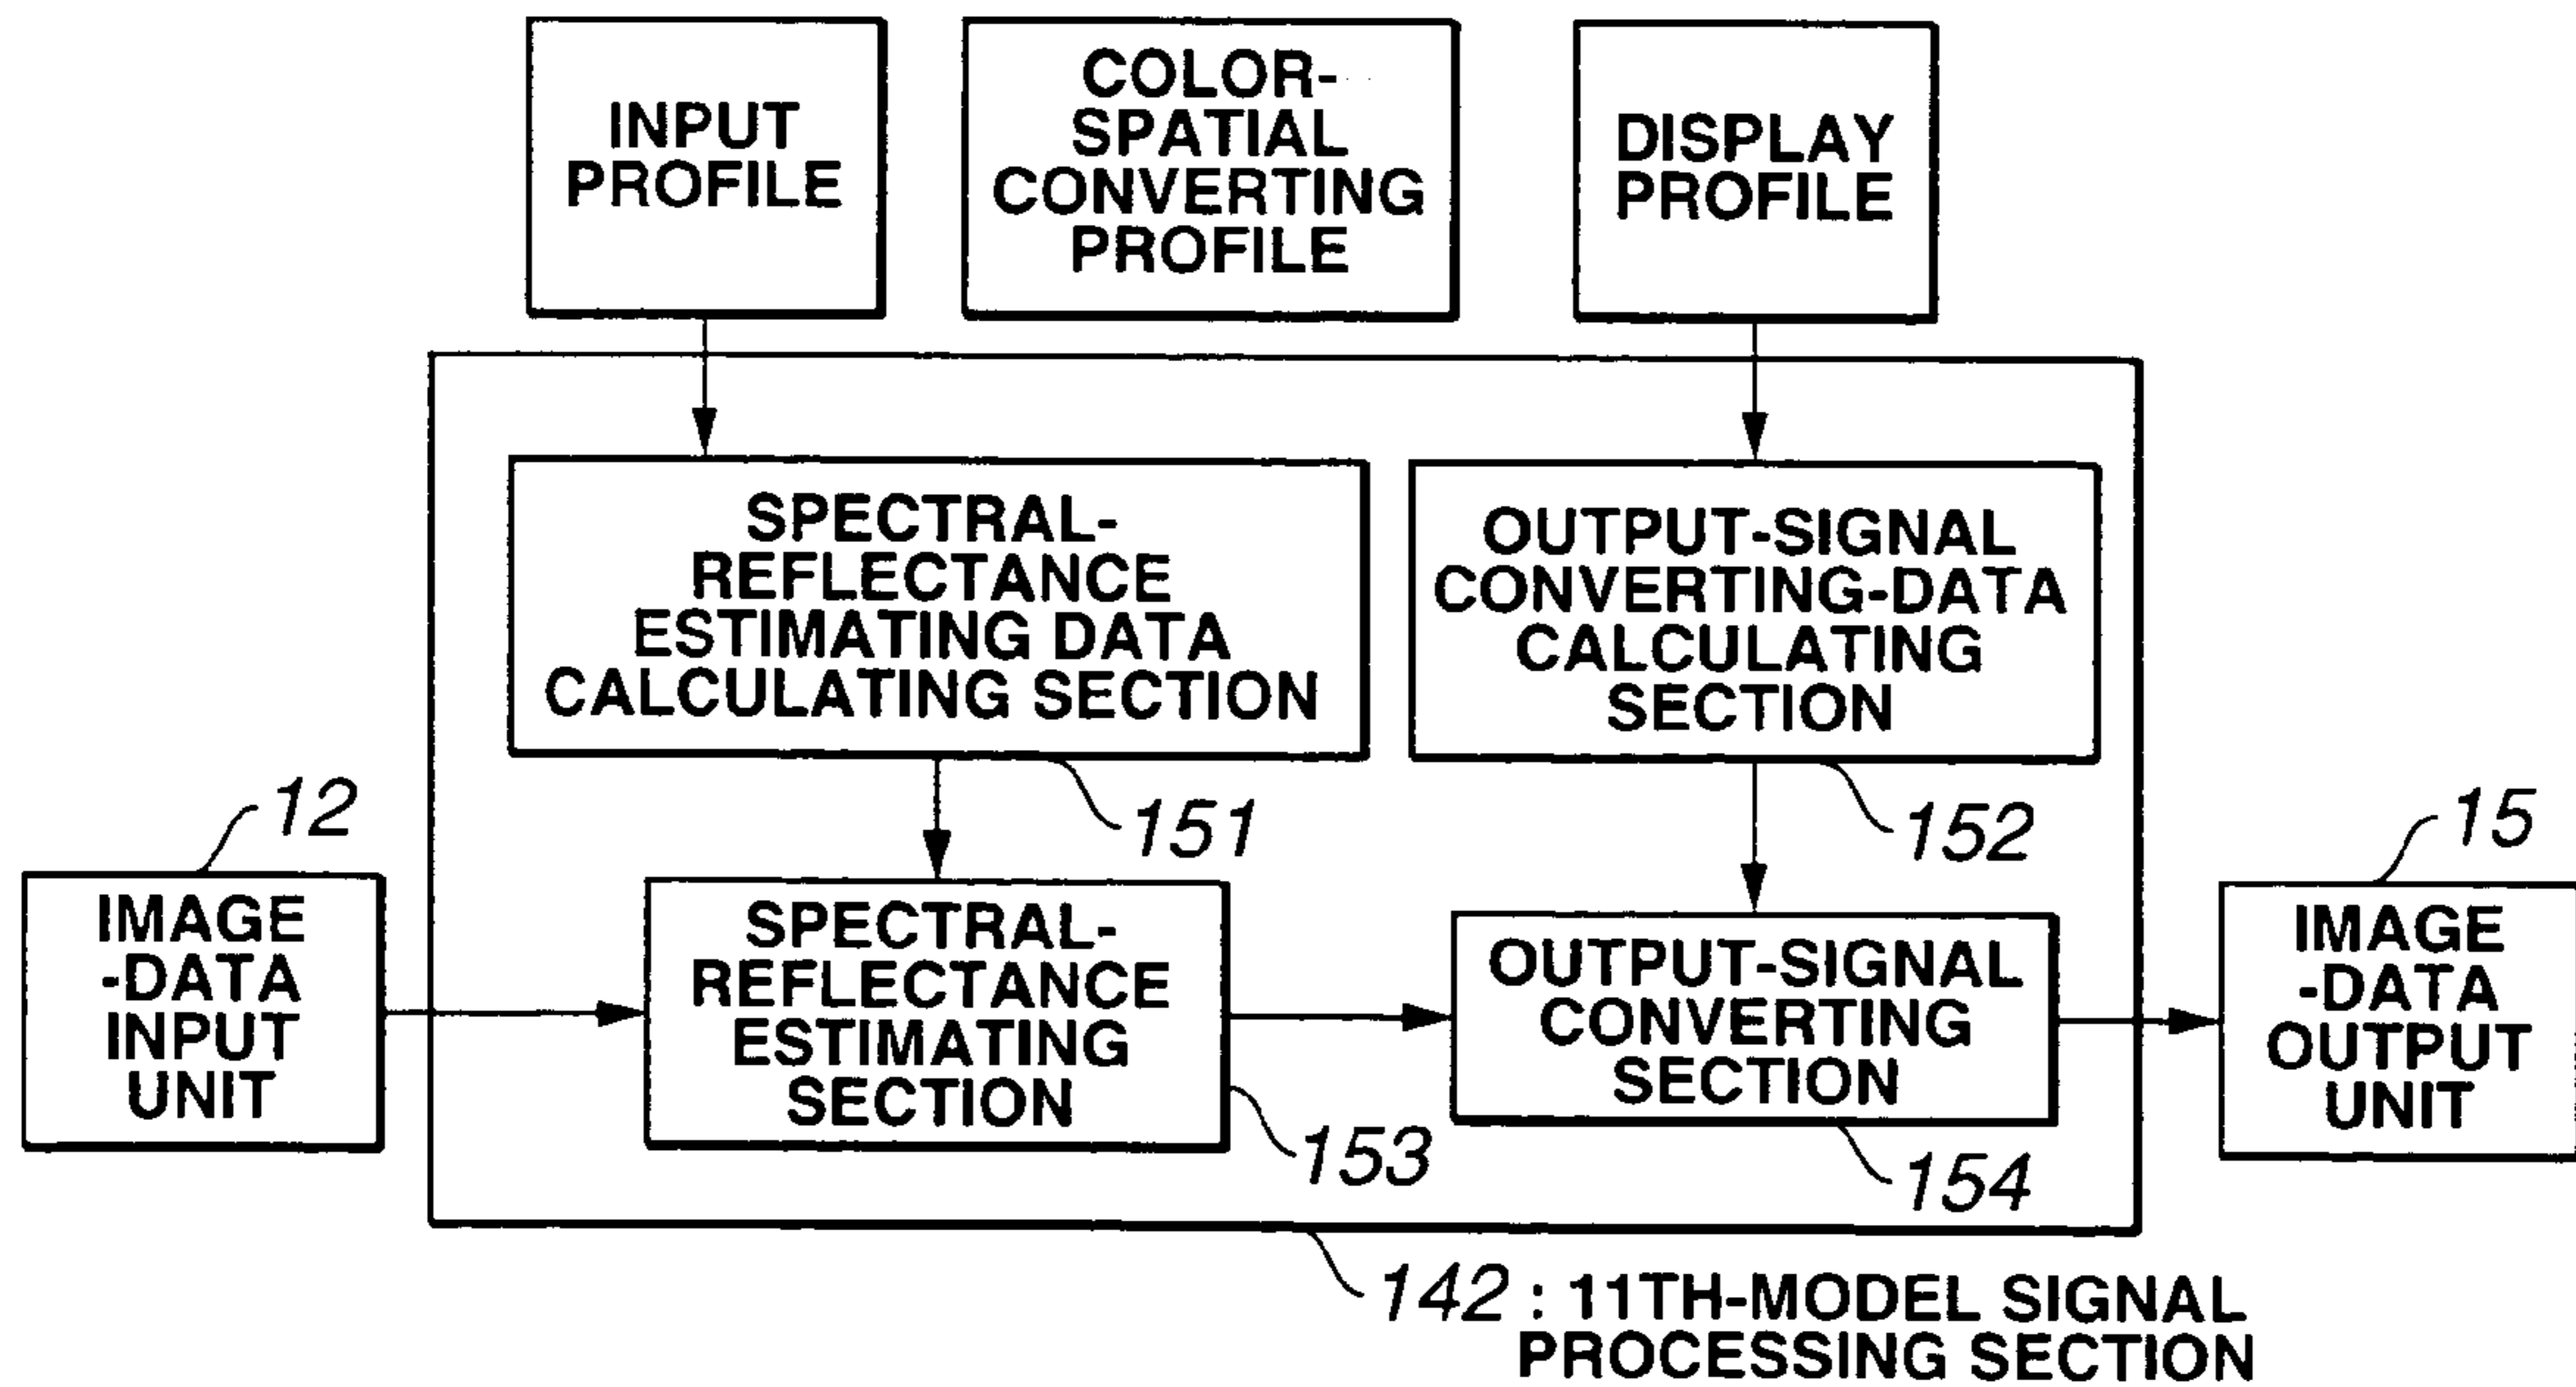 INPUT
PROFILE
COLOR-
SPATIAL
CONVERTING
PROFILE
DISPLAY
PROFILE
SPECTRAL-
REFLECTANCE
ESTIMATING DATA
CALCULATING SECTION
151
OUTPUT-SIGNAL
CONVERTING-DATA
CALCULATING
SECTION
152
12
IMAGE
-DATA
INPUT
UNIT
SPECTRAL-
REFLECTANCE
ESTIMATING
SECTION
153
OUTPUT-SIGNAL
CONVERTING
SECTION
154
15
IMAGE
-DATA
OUTPUT
UNIT
142 : 11TH-MODEL SIGNAL
PROCESSING SECTION